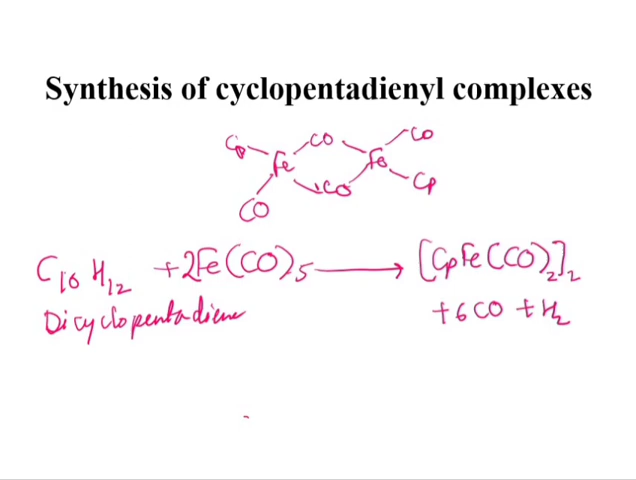 Synthesis of cyclopentadienyl complexes
Cp Fe CO Fe CO
CO CO Cp
C10H12 + 2Fe(CO)5 → [CpFe(CO)2]2
Dicyclopentadiene + 6CO + H2